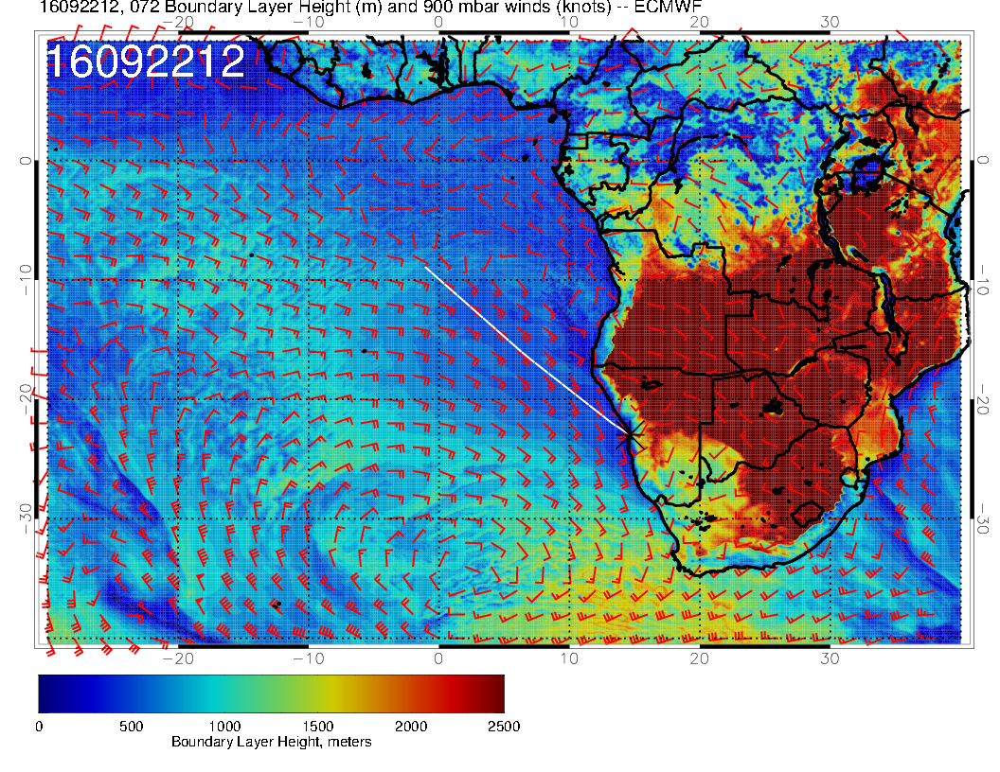 16092212, 072 Boundary Layer Height (m) and 900 mbar winds (knots) -- ECMWF
−20 −10 0 10 20 30
16092212
0 0
−10 −10
−20 −20
−30 −30
−20 −10 0 10 20 30
0 500 1000 1500 2000 2500
Boundary Layer Height, meters